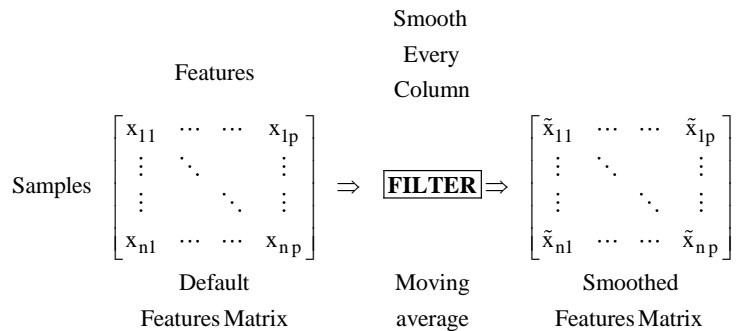 Smooth
Every
Column
Features
Samples
x₁₁ ⋯ ⋯ x₁ₚ
⋮ ⋱ ⋮
⋮ ⋱ ⋮
xₙ₁ ⋯ ⋯ xₙₚ
⇒ FILTER ⇒
x̃₁₁ ⋯ ⋯ x̃₁ₚ
⋮ ⋱ ⋮
⋮ ⋱ ⋮
x̃ₙ₁ ⋯ ⋯ x̃ₙₚ
Default
Features Matrix
Moving
average
Smoothed
Features Matrix